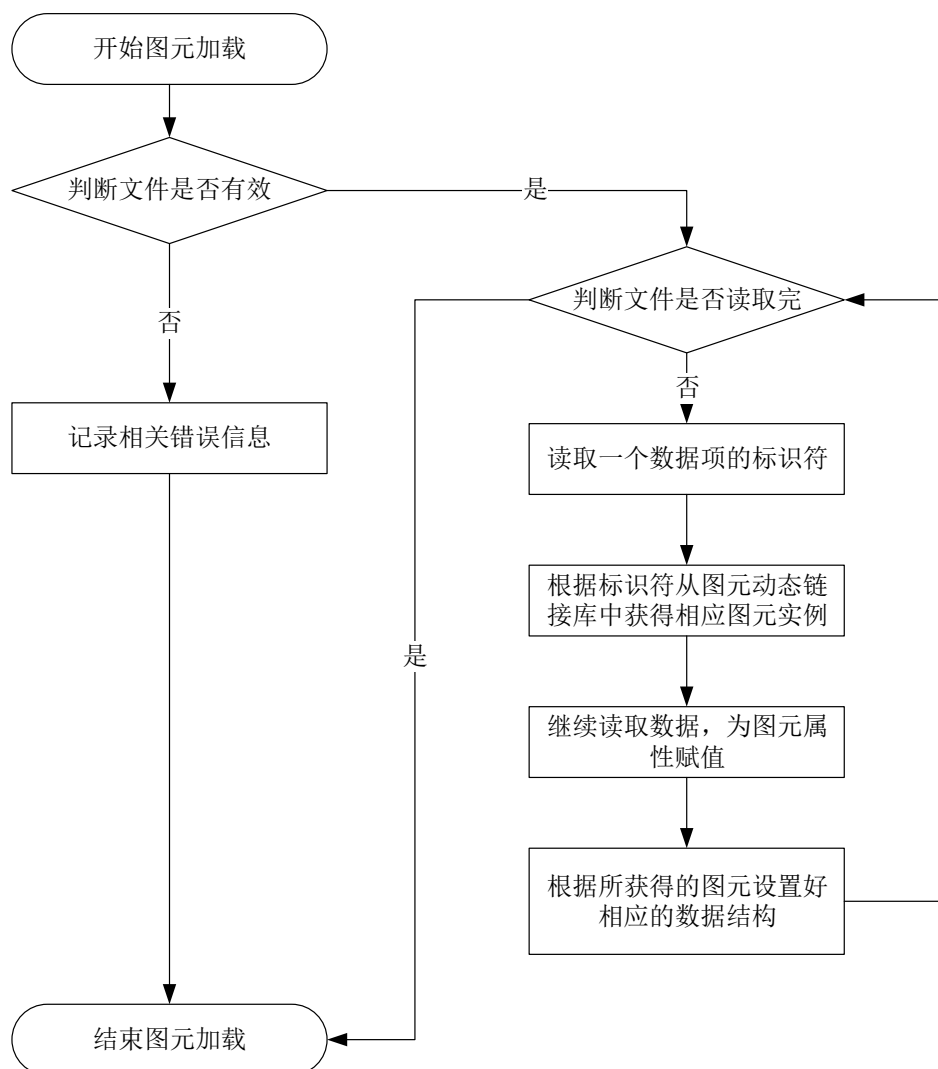 开始图元加载
判断文件是否有效
是
判断文件是否读取完
否
否
记录相关错误信息
读取一个数据项的标识符
根据标识符从图元动态链
接库中获得相应图元实例
是
继续读取数据，为图元属
性赋值
根据所获得的图元设置好
相应的数据结构
结束图元加载